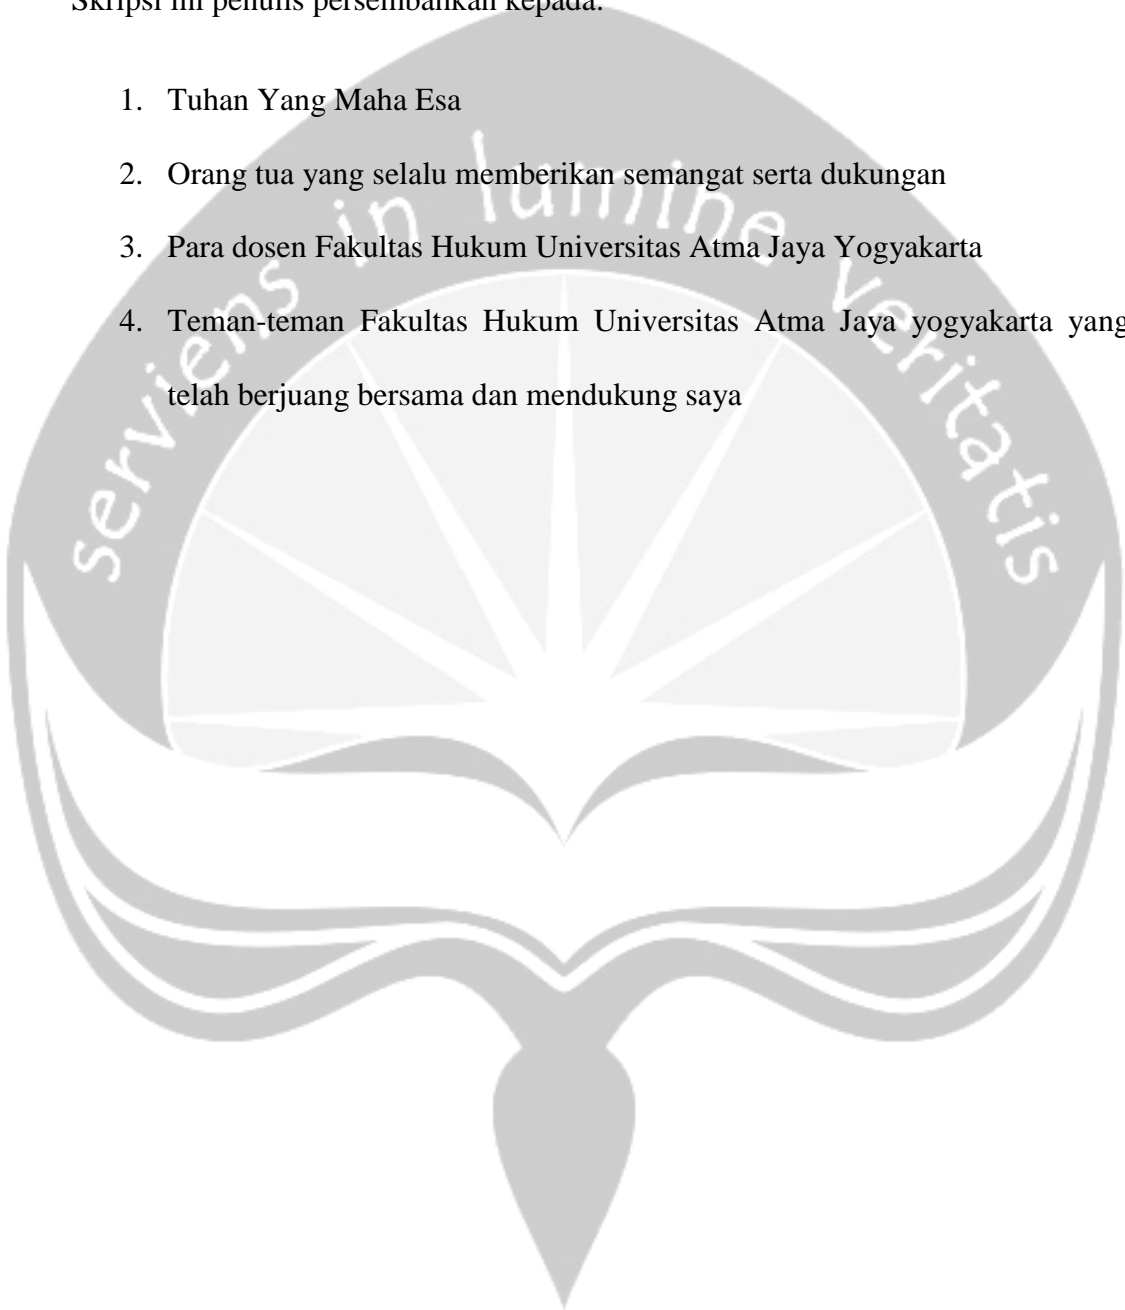 Skripsi ini penulis persembahkan kepada:
1. Tuhan Yang Maha Esa
2. Orang tua yang selalu memberikan semangat serta dukungan
3. Para dosen Fakultas Hukum Universitas Atma Jaya Yogyakarta
4. Teman-teman Fakultas Hukum Universitas Atma Jaya yogyakarta yang
telah berjuang bersama dan mendukung saya
serviens in lumine veritatis